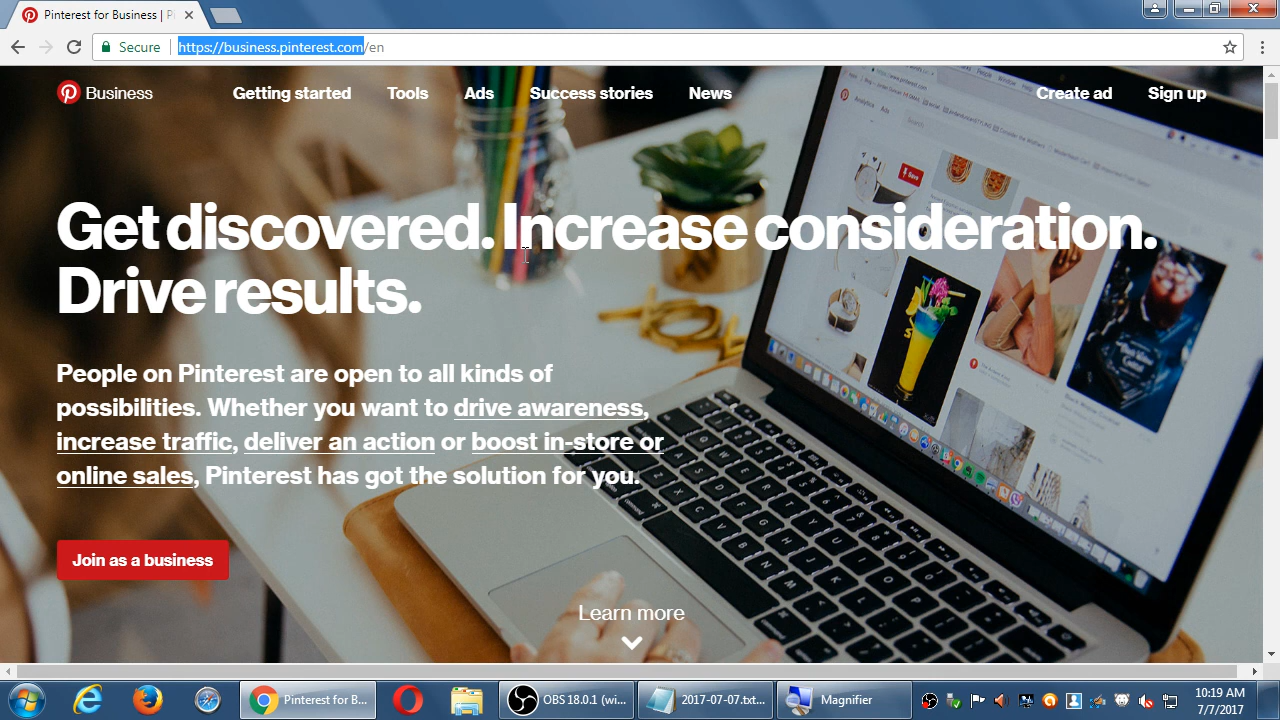 Pinterest for Business | P
Secure
https://business.pinterest.com/en
Business
Getting started
Tools
Ads
Success stories
News
Create ad
Sign up
Save
Get discovered. Increase consideration.
Drive results.
People on Pinterest are open to all kinds of
possibilities. Whether you want to drive awareness,
increase traffic, deliver an action or boost in-store or
online sales, Pinterest has got the solution for you.
Join as a business
Learn more
Pinterest for B...
OBS 18.0.1 (wi...
2017-07-07.txt...
Magnifier
10:19 AM
7/7/2017